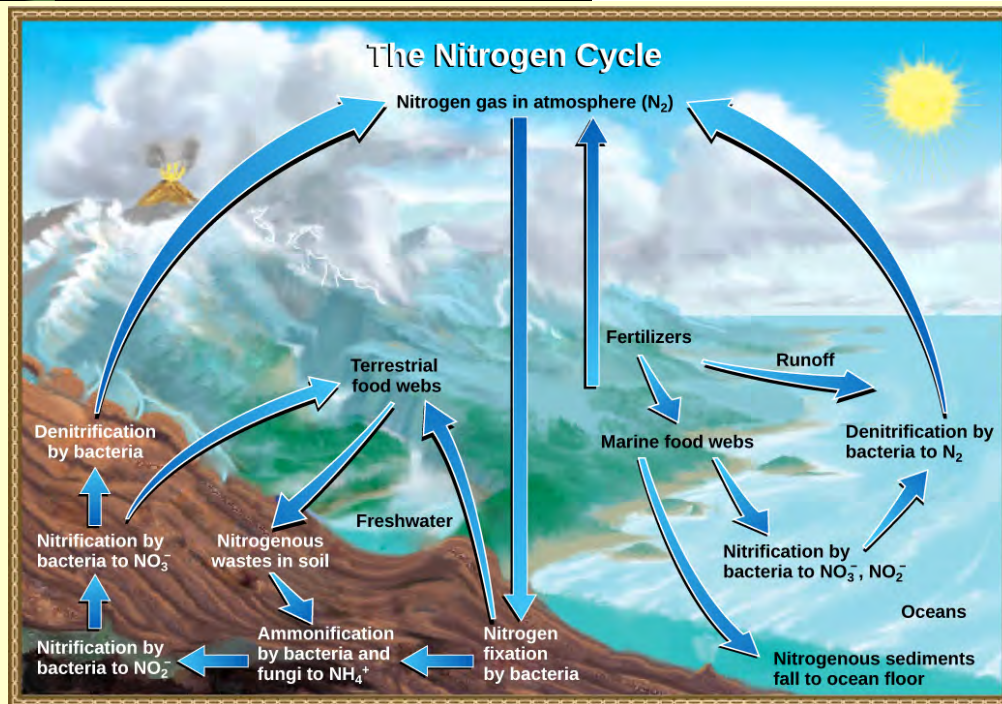 The Nitrogen Cycle
Nitrogen gas in atmosphere (N₂)
Fertilizers
Runoff
Terrestrial
food webs
Denitrification
by bacteria
Marine food webs
Denitrification by
bacteria to N₂
Freshwater
Nitrification by
bacteria to NO₃⁻
Nitrogenous
wastes in soil
Nitrification by
bacteria to NO₃⁻, NO₂⁻
Oceans
Nitrification by
bacteria to NO₂⁻
Ammonification
by bacteria and
fungi to NH₄⁺
Nitrogen
fixation
by bacteria
Nitrogenous sediments
fall to ocean floor